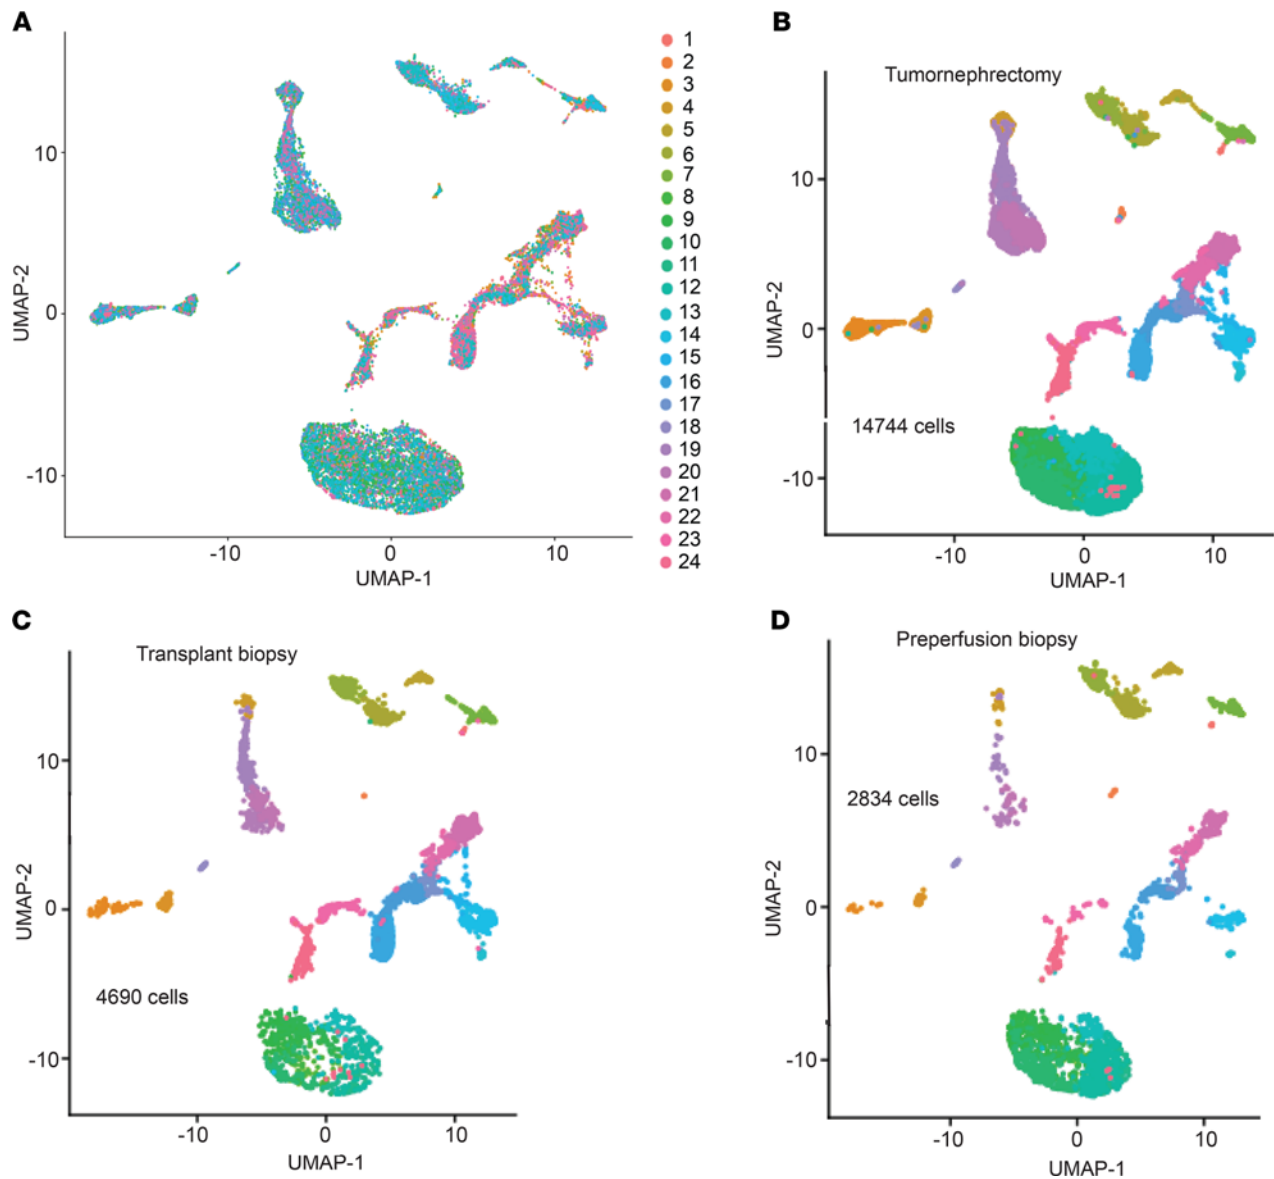 A
10
0
-10
UMAP-2
-10
0
10
UMAP-1
1
2
3
4
5
6
7
8
9
10
11
12
13
14
15
16
17
18
19
20
21
22
23
24
B
Tumornephrectomy
10
0
-10
UMAP-2
14744 cells
-10
0
10
UMAP-1
C
Transplant biopsy
10
0
-10
UMAP-2
4690 cells
-10
0
10
UMAP-1
D
Preperfusion biopsy
10
0
-10
UMAP-2
2834 cells
-10
0
10
UMAP-1